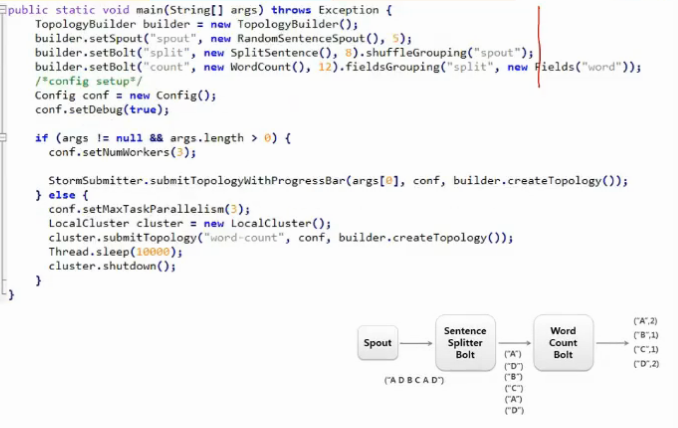 public static void main(String[] args) throws Exception {
TopologyBuilder builder = new TopologyBuilder();
builder.setSpout("spout", new RandomSentenceSpout(), 5);
builder.setBolt("split", new SplitSentence(), 8).shuffleGrouping("spout");
builder.setBolt("count", new WordCount(), 12).fieldsGrouping("split", new Fields("word"));
/*config setup*/
Config conf = new Config();
conf.setDebug(true);
if (args != null && args.length > 0) {
conf.setNumWorkers(3);
StormSubmitter.submitTopologyWithProgressBar(args[0], conf, builder.createTopology());
} else {
conf.setMaxTaskParallelism(3);
LocalCluster cluster = new LocalCluster();
cluster.submitTopology("word-count", conf, builder.createTopology());
Thread.sleep(10000);
cluster.shutdown();
}
}
Spout
("A D B C A D")
Sentence
Splitter
Bolt
("A")
("D")
("B")
("C")
("A")
("D")
Word
Count
Bolt
("A",2)
("B",1)
("C",1)
("D",2)